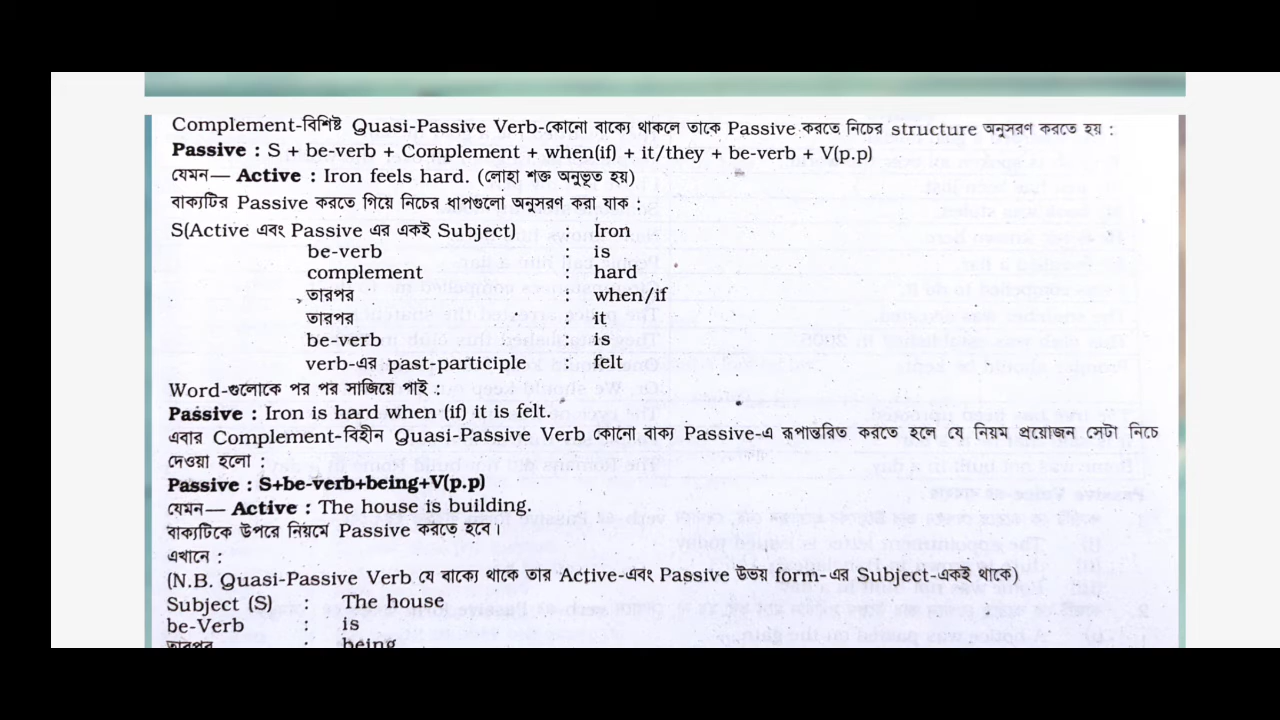 Complement-বিশিষ্ট Quasi-Passive Verb-কোনো বাক্যে থাকলে তাকে Passive করতে নিচের structure অনুসরণ করতে হয় :
Passive : S + be-verb + Complement + when(if) + it/they + be-verb + V(p.p)
যেমন— Active : Iron feels hard. (লোহা শক্ত অনুভূত হয়)
বাক্যটির Passive করতে গিয়ে নিচের ধাপগুলো অনুসরণ করা যাক :
S(Active এবং Passive এর একই Subject) : Iron
be-verb : is
complement : hard
তারপর : when/if
তারপর : it
be-verb : is
verb-এর past-participle : felt
Word-গুলোকে পর পর সাজিয়ে পাই :
Passive : Iron is hard when (if) it is felt.
এবার Complement-বিহীন Quasi-Passive Verb কোনো বাক্য Passive-এ রূপান্তরিত করতে হলে যে নিয়ম প্রয়োজন সেটা নিচে
দেওয়া হলো :
Passive : S+be-verb+being+V(p.p)
যেমন— Active : The house is building.
বাক্যটিকে উপরে নিয়মে Passive করতে হবে।
এখানে :
(N.B. Quasi-Passive Verb যে বাক্যে থাকে তার Active-এবং Passive উভয় form-এর Subject-একই থাকে)
Subject (S) : The house
be-Verb : is
তারপর : being